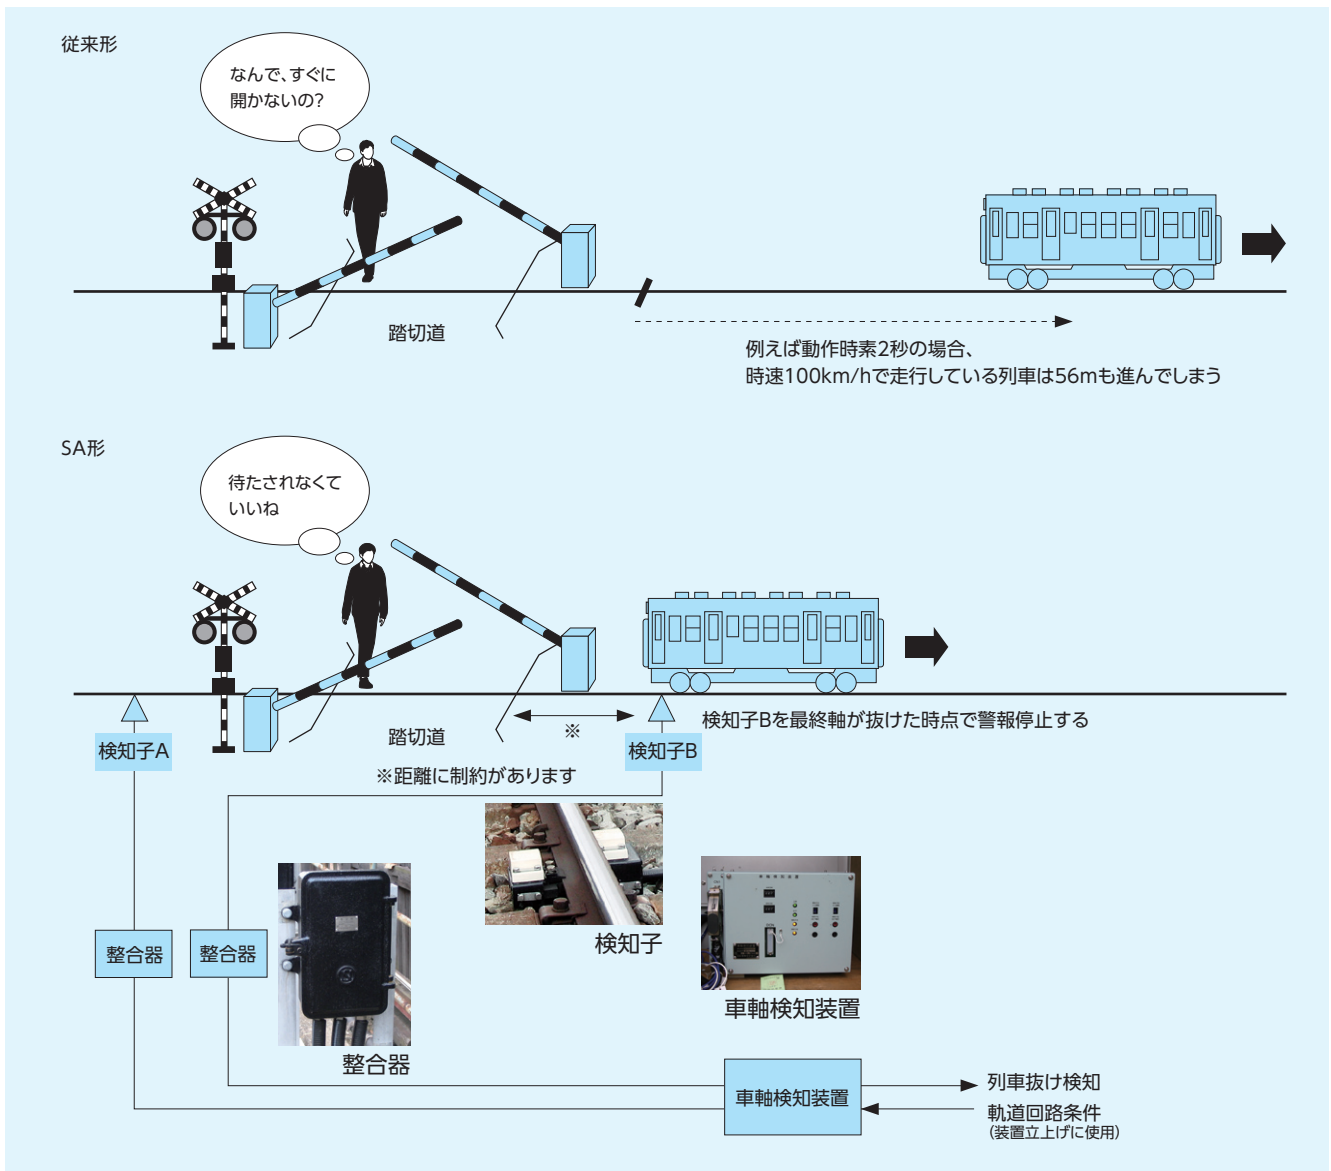 従来形
なんで、すぐに
開かないの?
踏切道
例えば動作時素2秒の場合、
時速100km/hで走行している列車は56mも進んでしまう
SA形
待たされなくて
いいね
検知子A
踏切道
※
検知子B
検知子Bを最終軸が抜けた時点で警報停止する
※距離に制約があります
整合器
整合器
検知子
車軸検知装置
整合器
車軸検知装置
列車抜け検知
軌道回路条件
(装置立上げに使用)